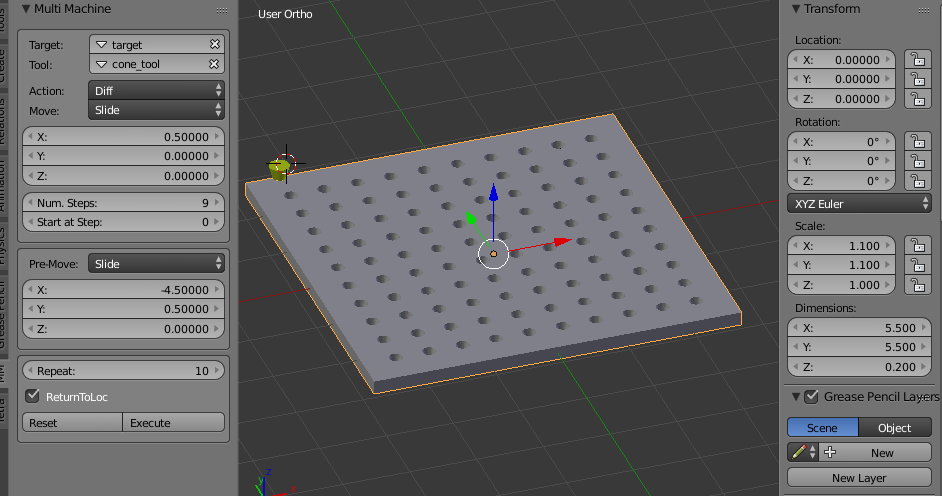 Multi Machine
Target: target
Tool: cone_tool
Action: Diff
Move: Slide
X: 0.50000
Y: 0.00000
Z: 0.00000
Num. Steps: 9
Start at Step: 0
Pre-Move: Slide
X: -4.50000
Y: 0.50000
Z: 0.00000
Repeat: 10
ReturnToLoc
Reset Execute
Create
Relations
Animation
Physics
Grease Pencil
MM
User Ortho
z
Transform
Location:
X: 0.00000
Y: 0.00000
Z: 0.00000
Rotation:
X: 0°
Y: 0°
Z: 0°
XYZ Euler
Scale:
X: 1.100
Y: 1.100
Z: 1.000
Dimensions:
X: 5.500
Y: 5.500
Z: 0.200
Grease Pencil Layers
Scene Object
New
New Layer